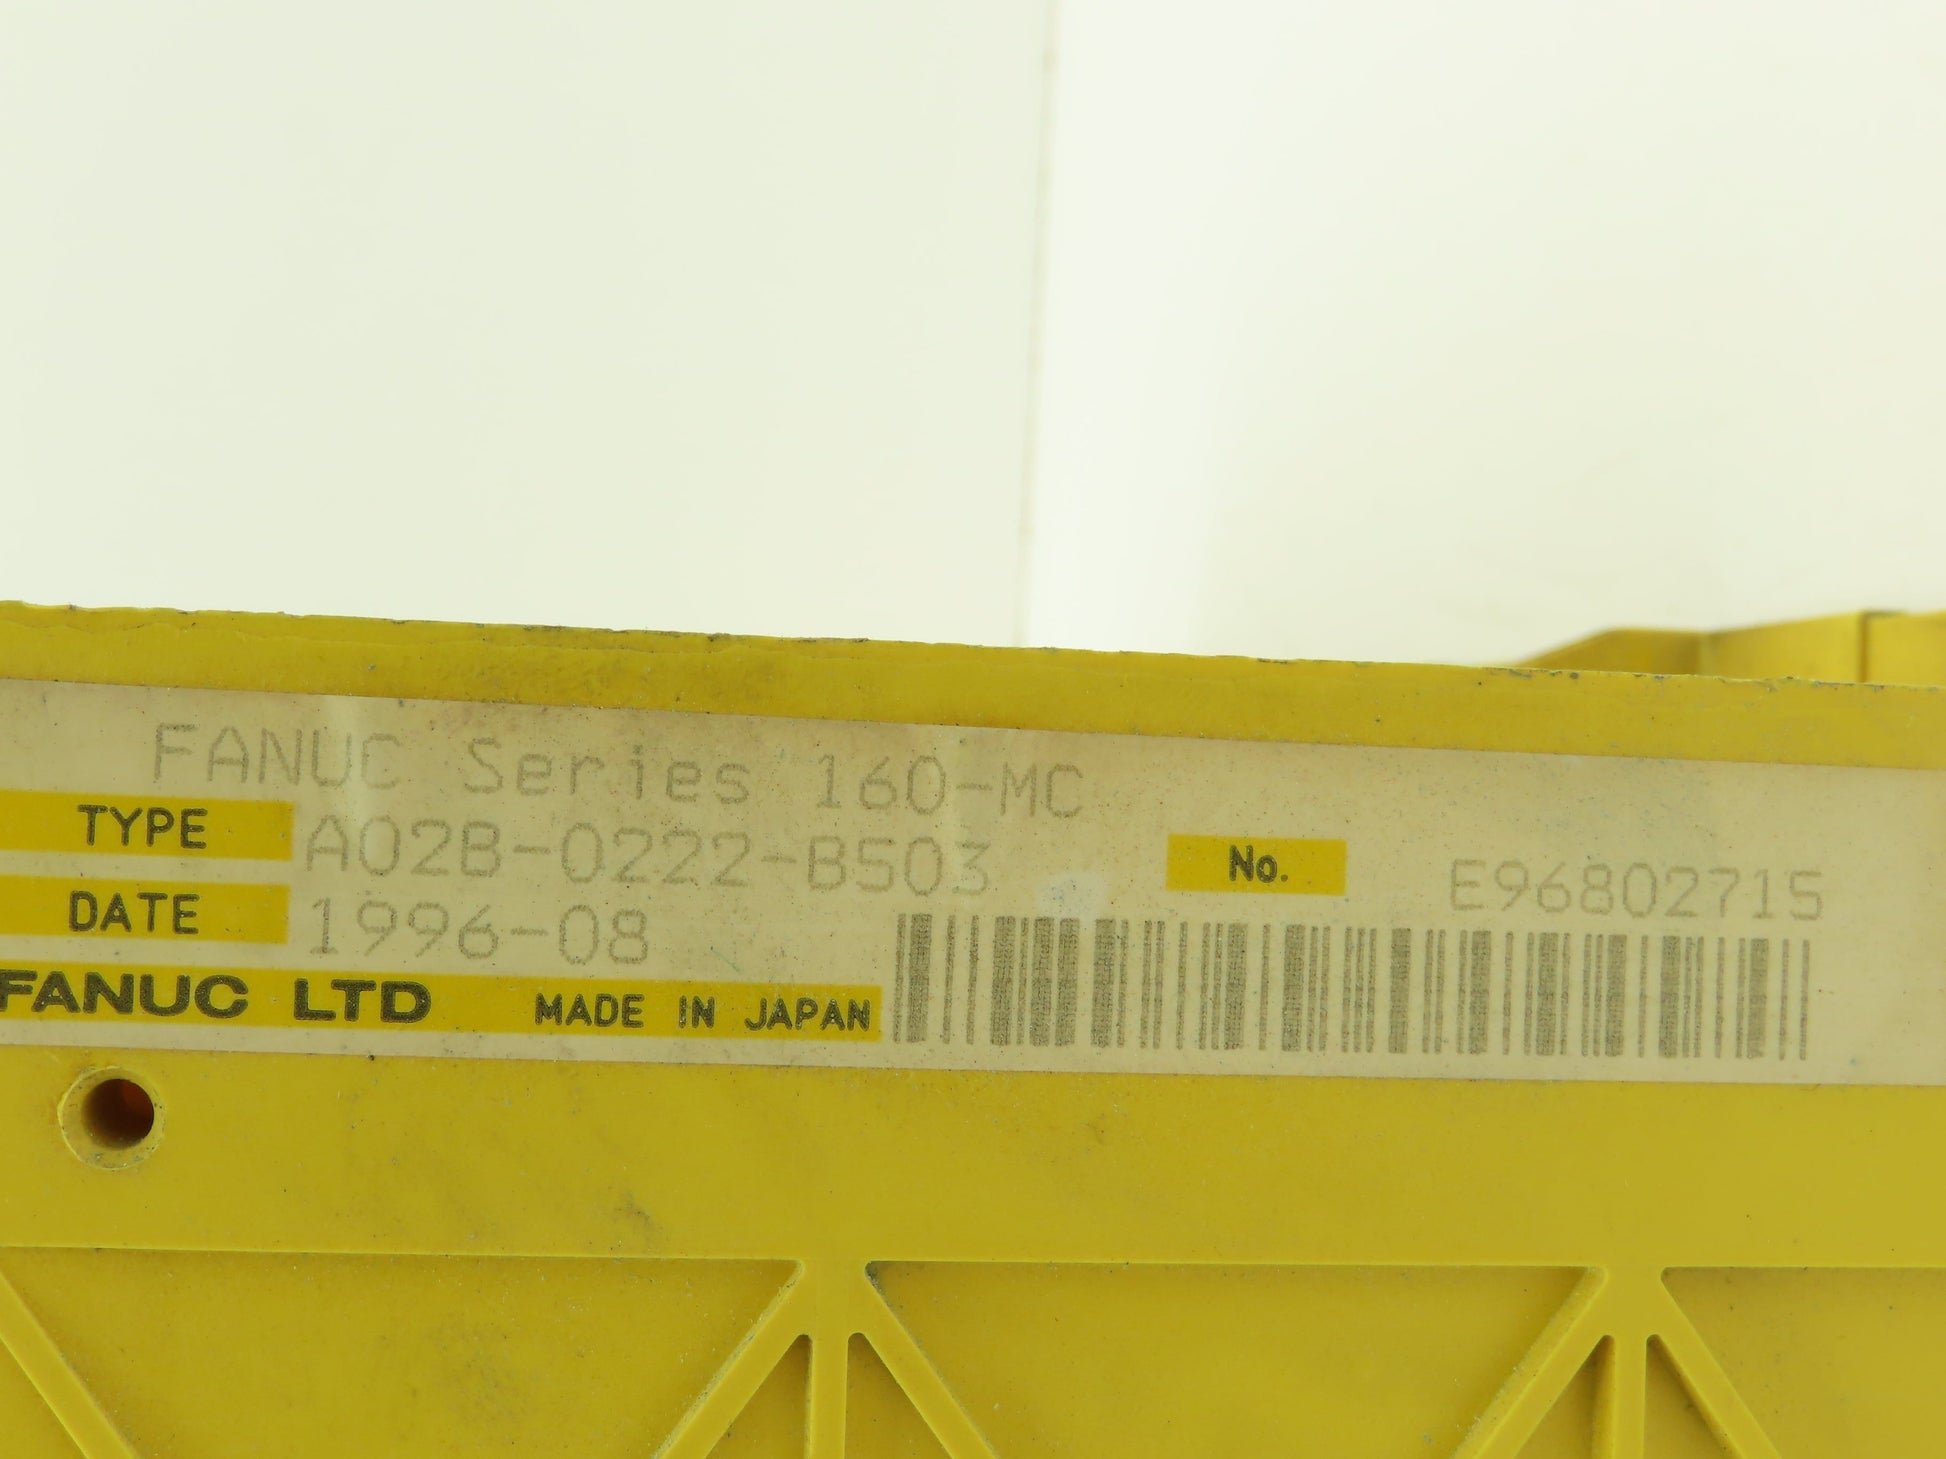 FANUC Series 160-MC
TYPE A02B-0222-B503 No. E96802715
DATE 1996-08
FANUC LTD MADE IN JAPAN